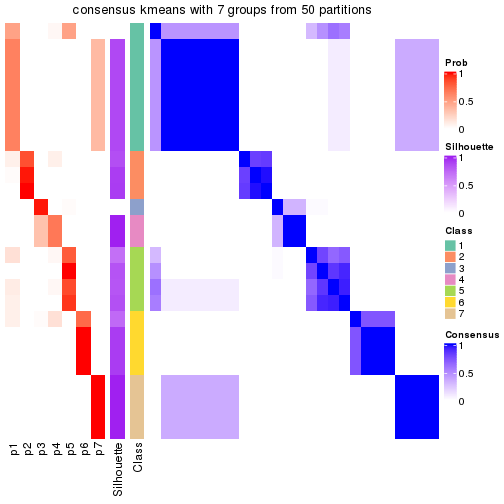 consensus kmeans with 7 groups from 50 partitions
Prob
1
0.5
0
Silhouette
1
0.5
0
Class
1
2
3
4
5
6
7
Consensus
1
0.5
0
p1
p2
p3
p4
p5
p6
p7
Silhouette
Class